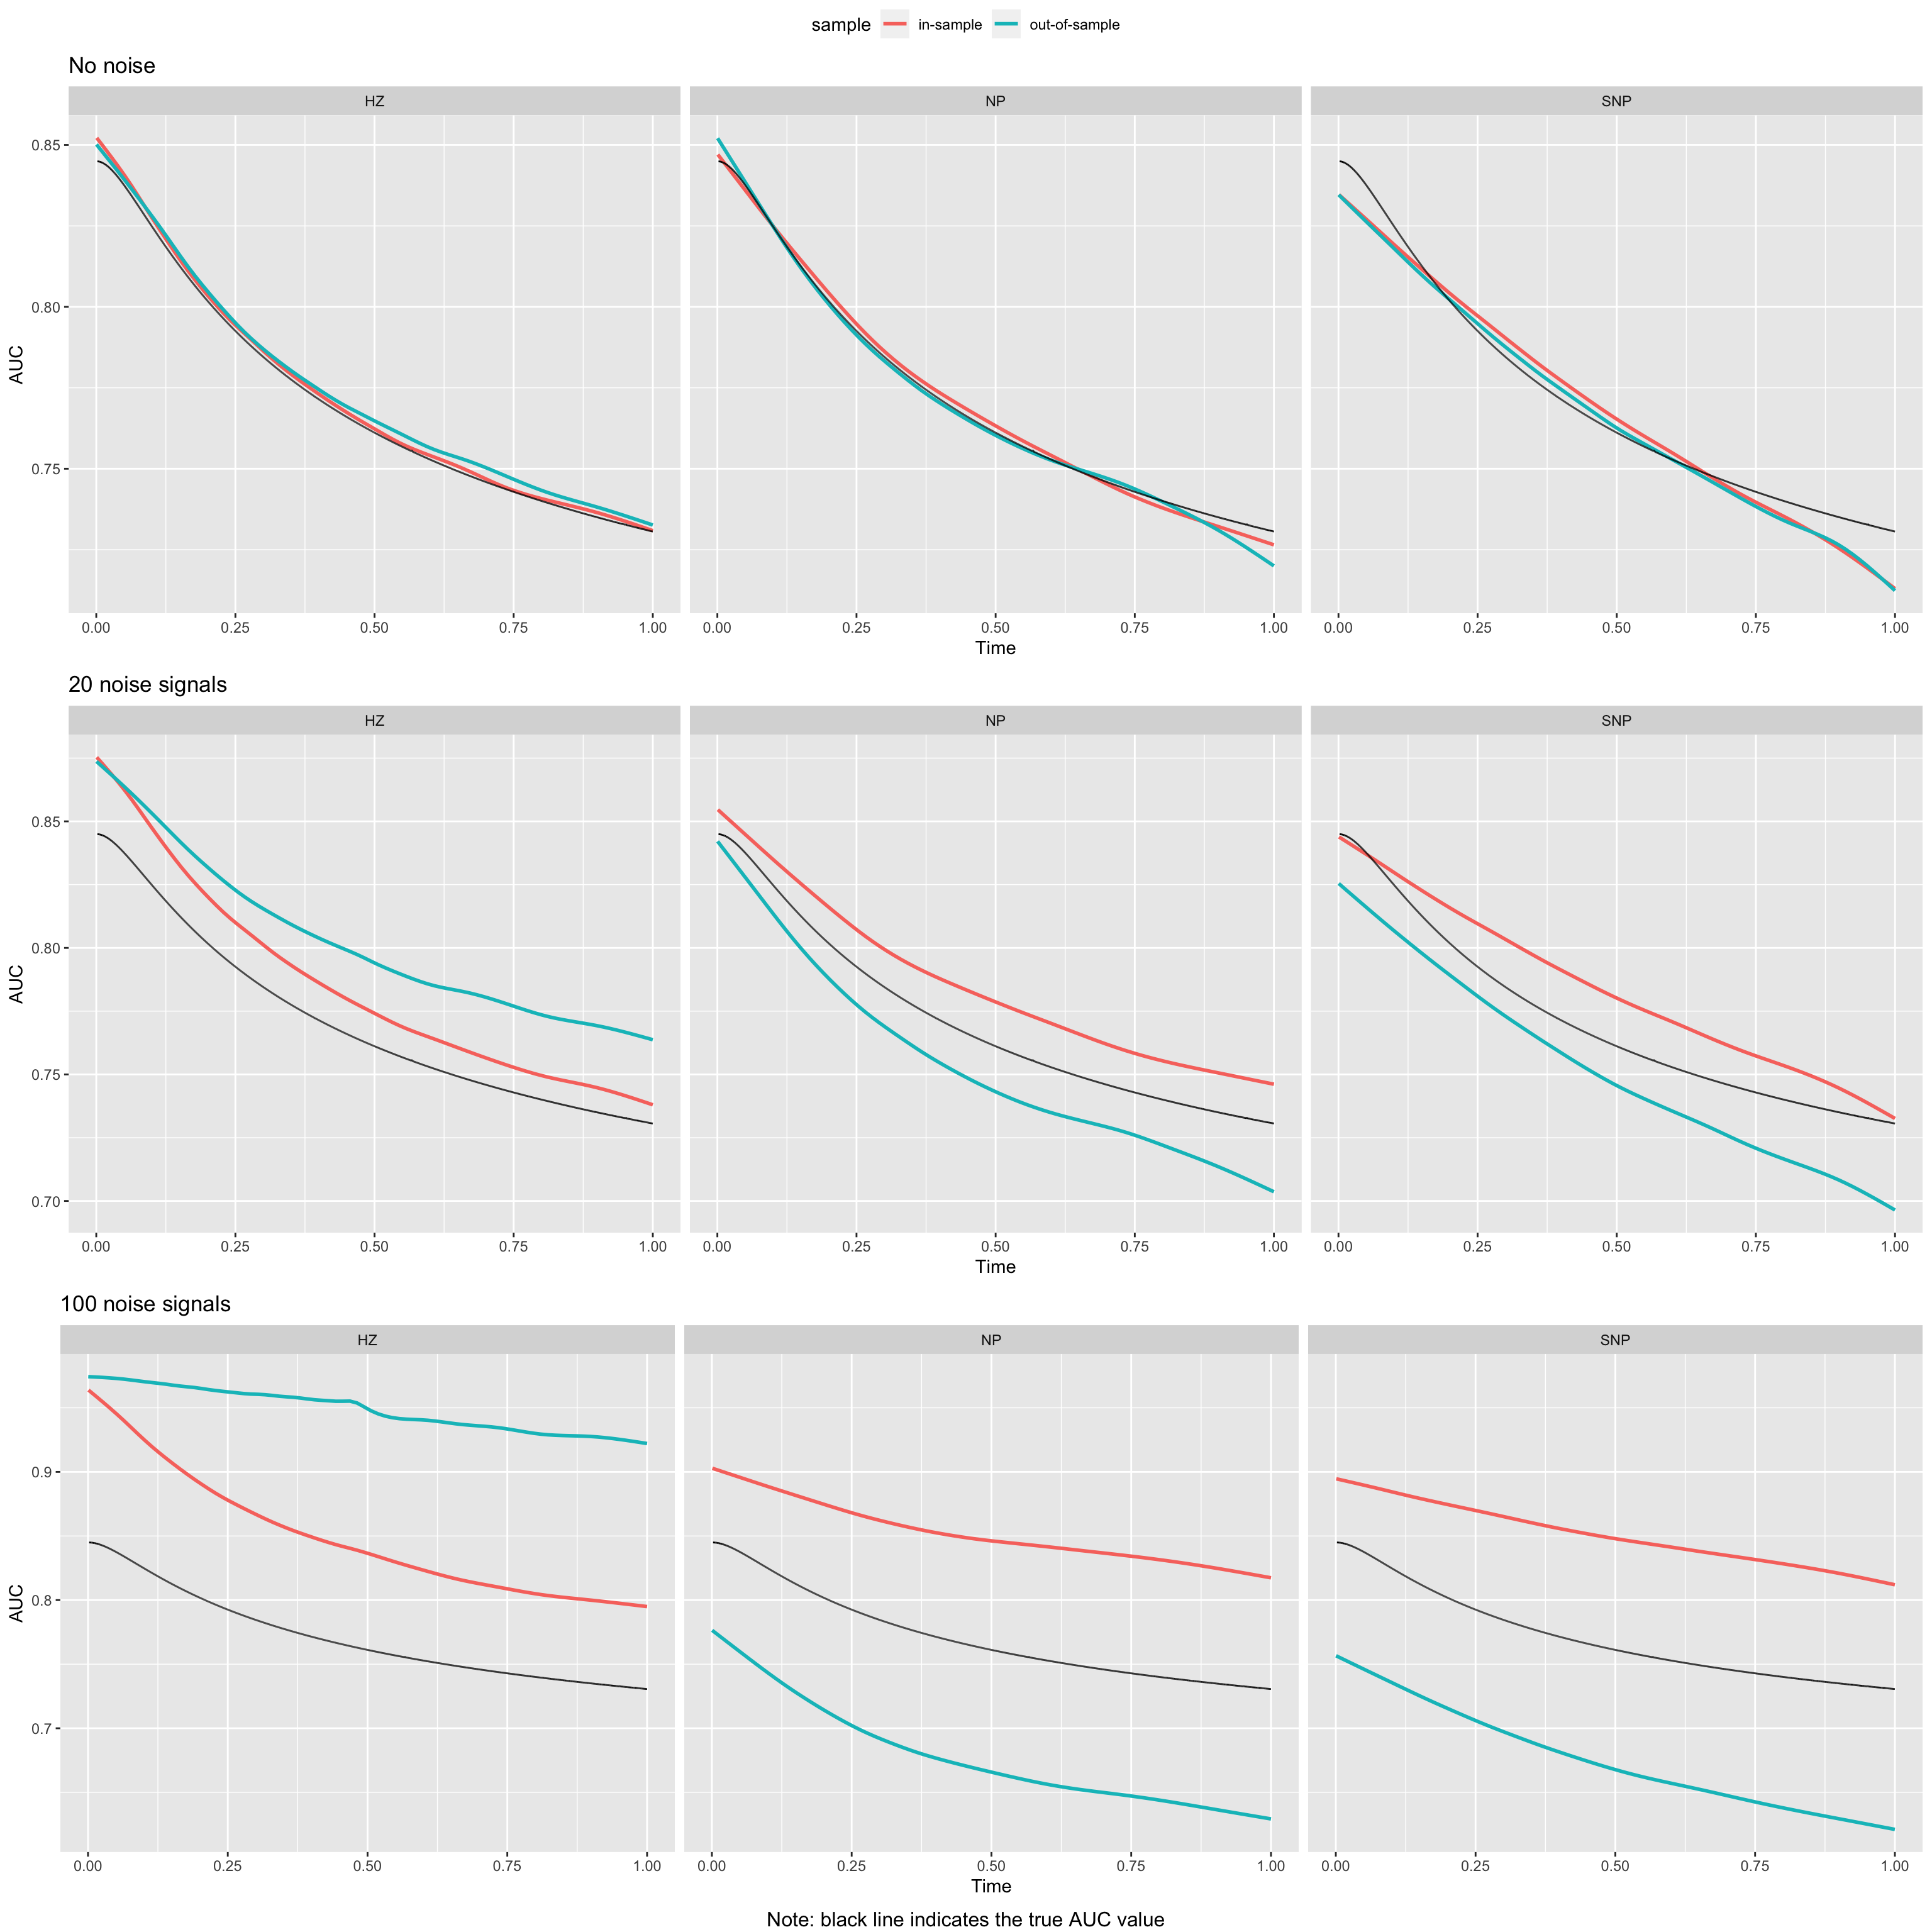 sample in-sample out-of-sample
No noise
HZ NP SNP
AUC
0.85
0.80
0.75
0.00 0.25 0.50 0.75 1.00 0.00 0.25 0.50 0.75 1.00 0.00 0.25 0.50 0.75 1.00
Time
20 noise signals
HZ NP SNP
AUC
0.85
0.80
0.75
0.70
0.00 0.25 0.50 0.75 1.00 0.00 0.25 0.50 0.75 1.00 0.00 0.25 0.50 0.75 1.00
Time
100 noise signals
HZ NP SNP
AUC
0.9
0.8
0.7
0.00 0.25 0.50 0.75 1.00 0.00 0.25 0.50 0.75 1.00 0.00 0.25 0.50 0.75 1.00
Time
Note: black line indicates the true AUC value